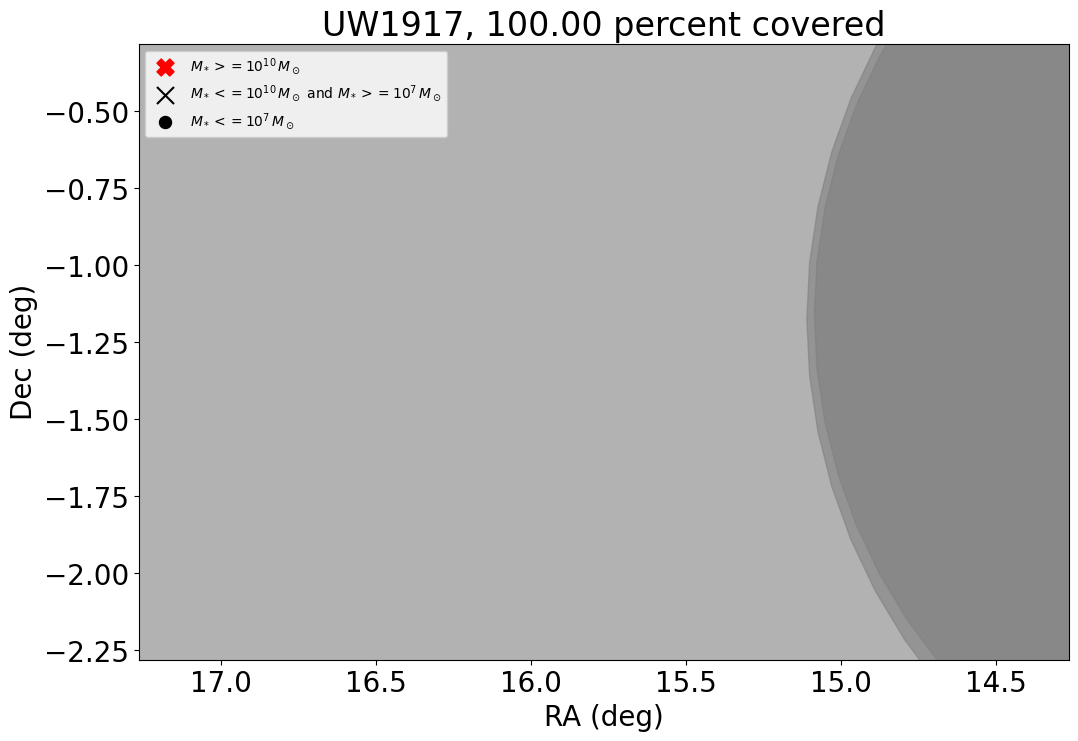 UW1917, 100.00 percent covered
M* >= 10^10 M⊙
M* <= 10^10 M⊙ and M* >= 10^7 M⊙
M* <= 10^7 M⊙
−0.50
−0.75
−1.00
−1.25
−1.50
−1.75
−2.00
−2.25
Dec (deg)
17.0 16.5 16.0 15.5 15.0 14.5
RA (deg)